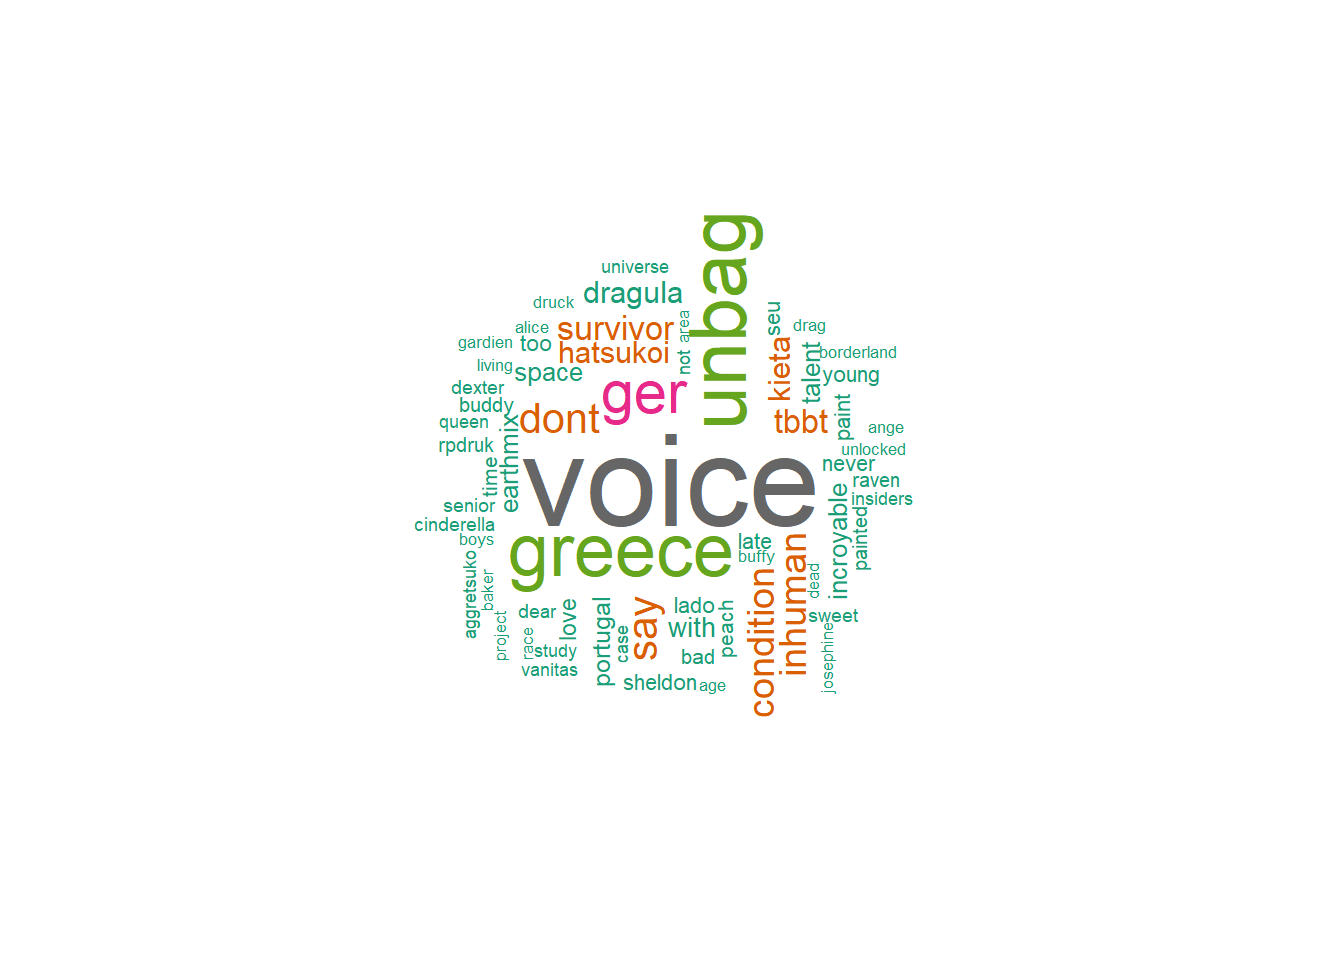 unbag
universe
dragula
druck
seu
area
drag
alice
survivor
gardien
too
hatsukoi
not
kieta
talent
borderland
living
space
young
dexter
ger
buddy
dont
tbbt
paint
queen
ange
rpdruk
earthmix
voice
unlocked
time
never
raven
senior
insiders
cinderella
incroyable
painted
boys
greece
late
buffy
inhuman
aggretsuko
baker
condition
dead
dear
love
portugal
say
lado
peach
sweet
project
race
study
case
with
josephine
vanitas
bad
sheldon
age